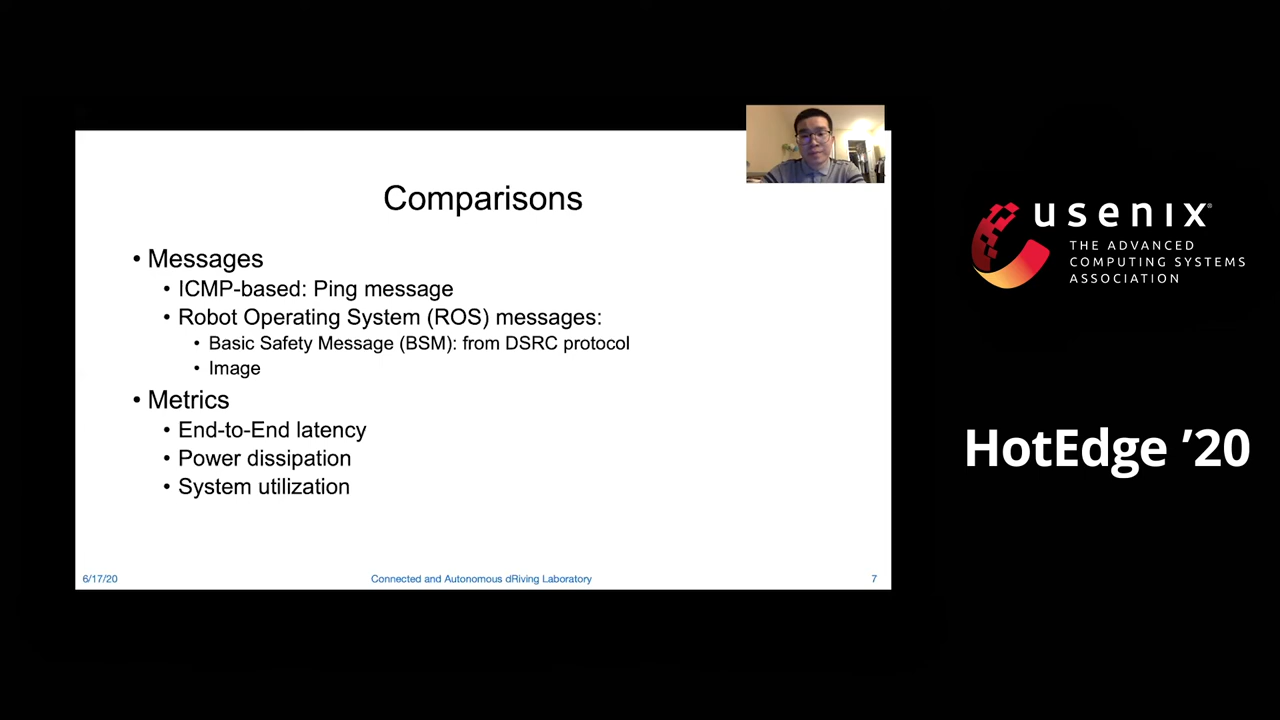 Comparisons
• Messages
• ICMP-based: Ping message
• Robot Operating System (ROS) messages:
• Basic Safety Message (BSM): from DSRC protocol
• Image
• Metrics
• End-to-End latency
• Power dissipation
• System utilization
6/17/20
Connected and Autonomous dRiving Laboratory
7
usenix®
THE ADVANCED
COMPUTING SYSTEMS
ASSOCIATION
HotEdge ’20